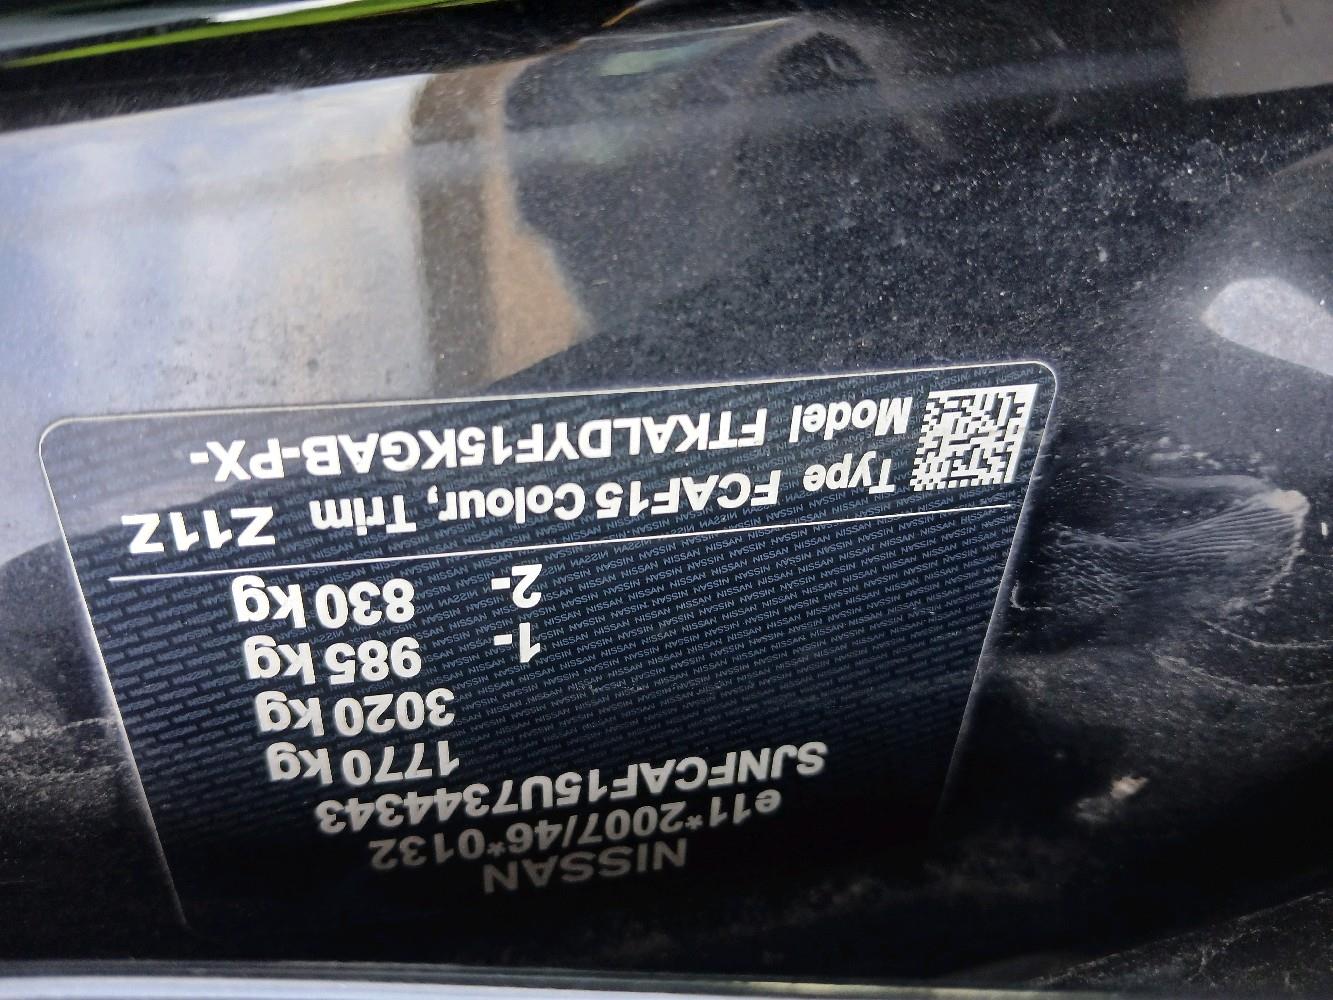 NISSAN
e11*2007/46*0132
SJNFCAF15U7344343
1770 kg
3020 kg
1- 985 kg
2- 830 kg
Type FCAF15 Colour, Trim Z11Z
Model FTKALDYF15KGAB-PX-